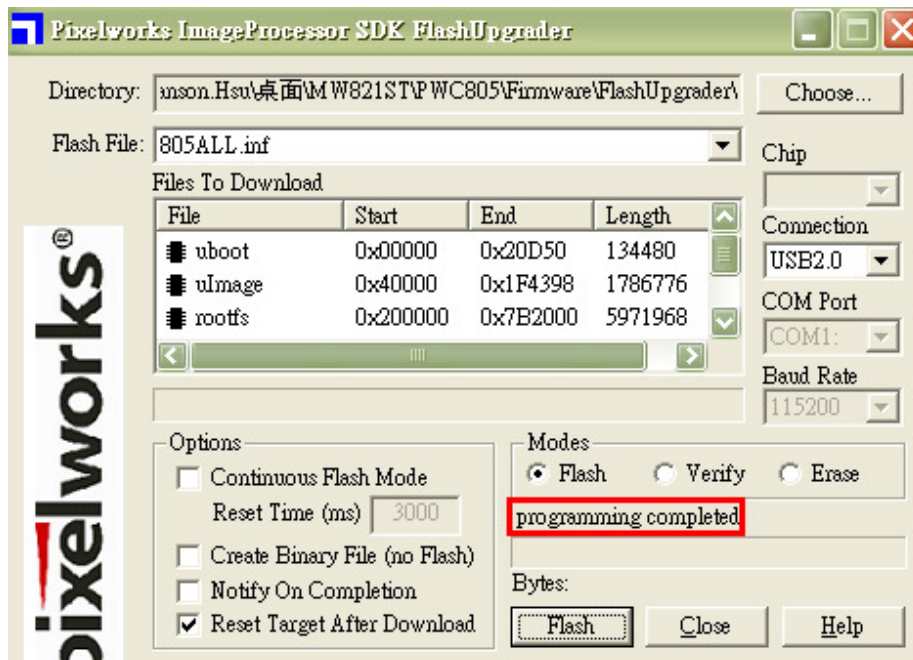 Pixelworks ImageProcessor SDK FlashUpgrader
Directory: anson.Hsu\桌面\MW821ST\PWC805\Firmware\FlashUpgrader\ Choose...
Flash File: 805ALL.inf
Chip
Files To Download
File Start End Length
Connection
uboot 0x00000 0x20D50 134480
USB2.0
uImage 0x40000 0x1F4398 1786776
COM Port
rootfs 0x200000 0x7B2000 5971968
COM1:
Baud Rate
115200
pixelworks®
Options
Continuous Flash Mode
Reset Time (ms) 3000
Create Binary File (no Flash)
Notify On Completion
Reset Target After Download
Modes
Flash Verify Erase
programming completed
Bytes:
Flash Close Help